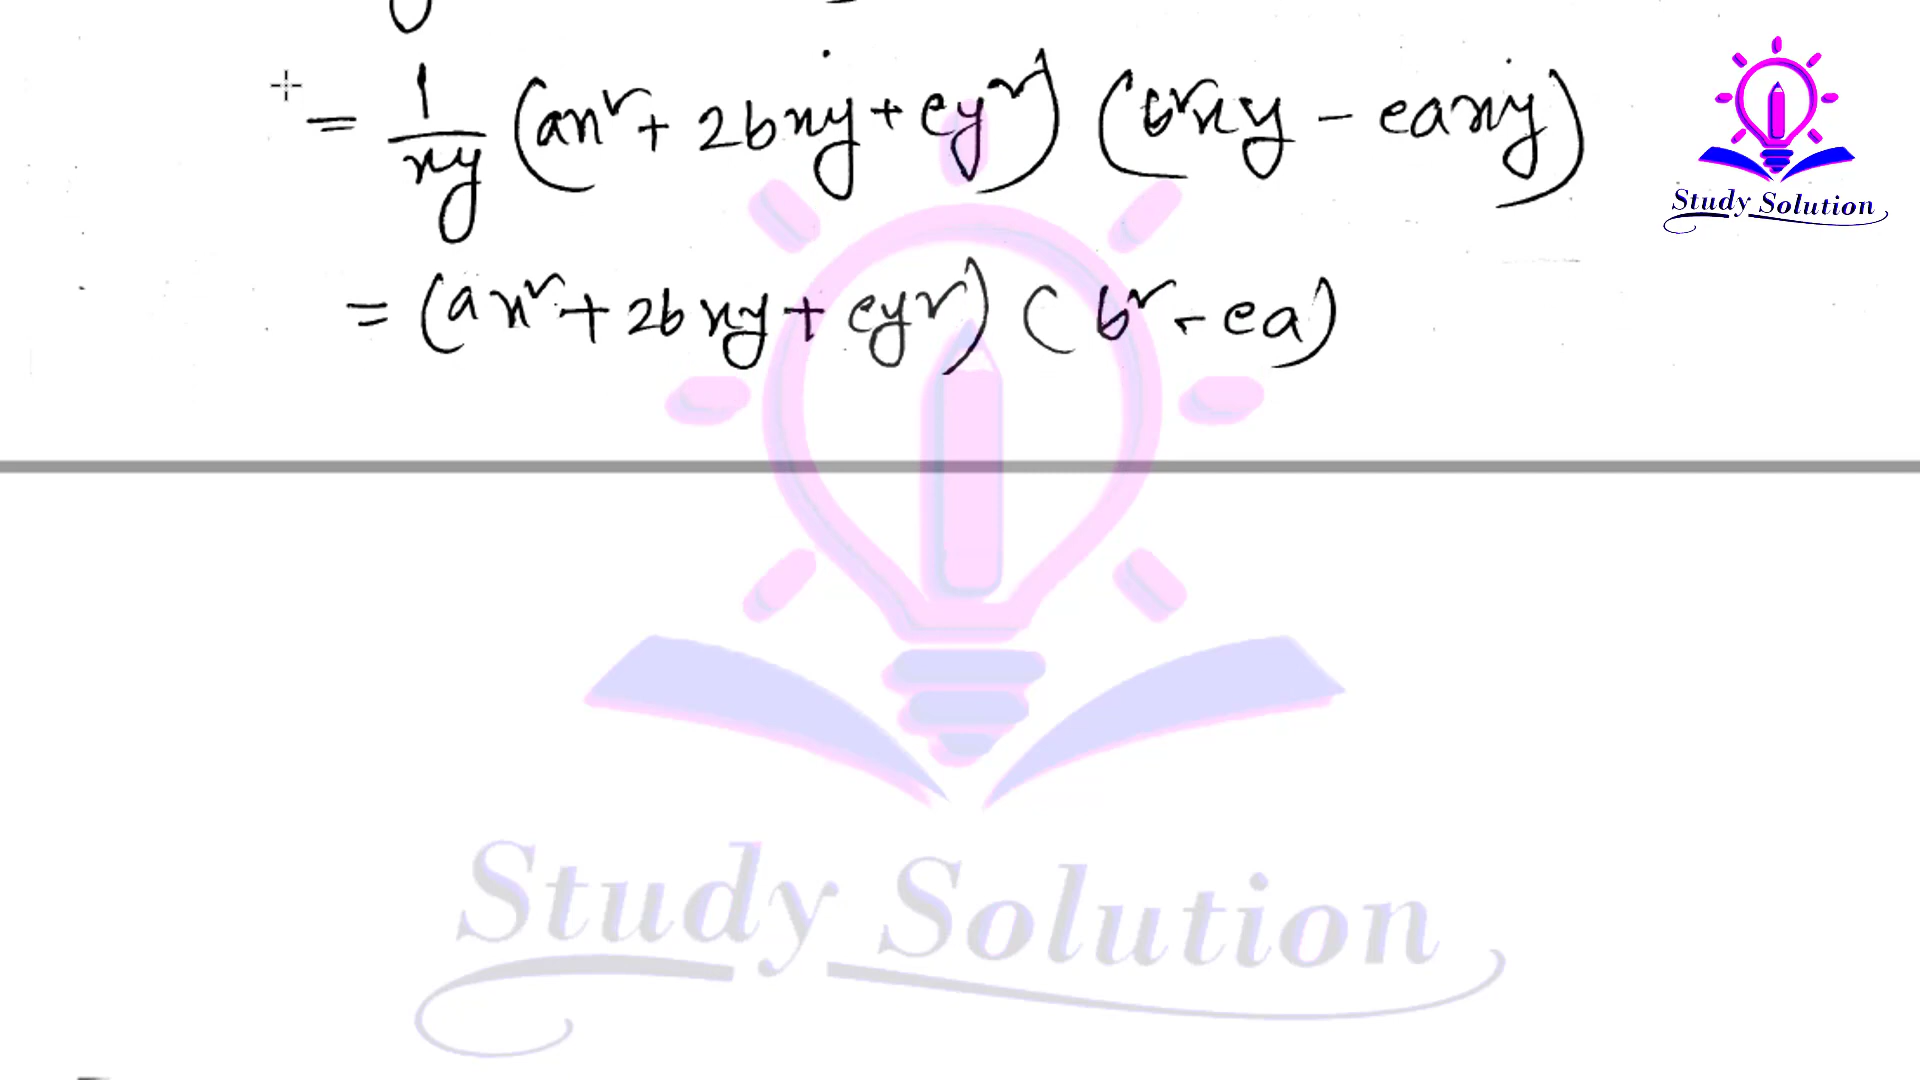 = 1/xy (ax² + 2bxy + cy²) (b²xy - caxy)
Study Solution
= (ax² + 2bxy + cy²) (b² - ca)
Study Solution